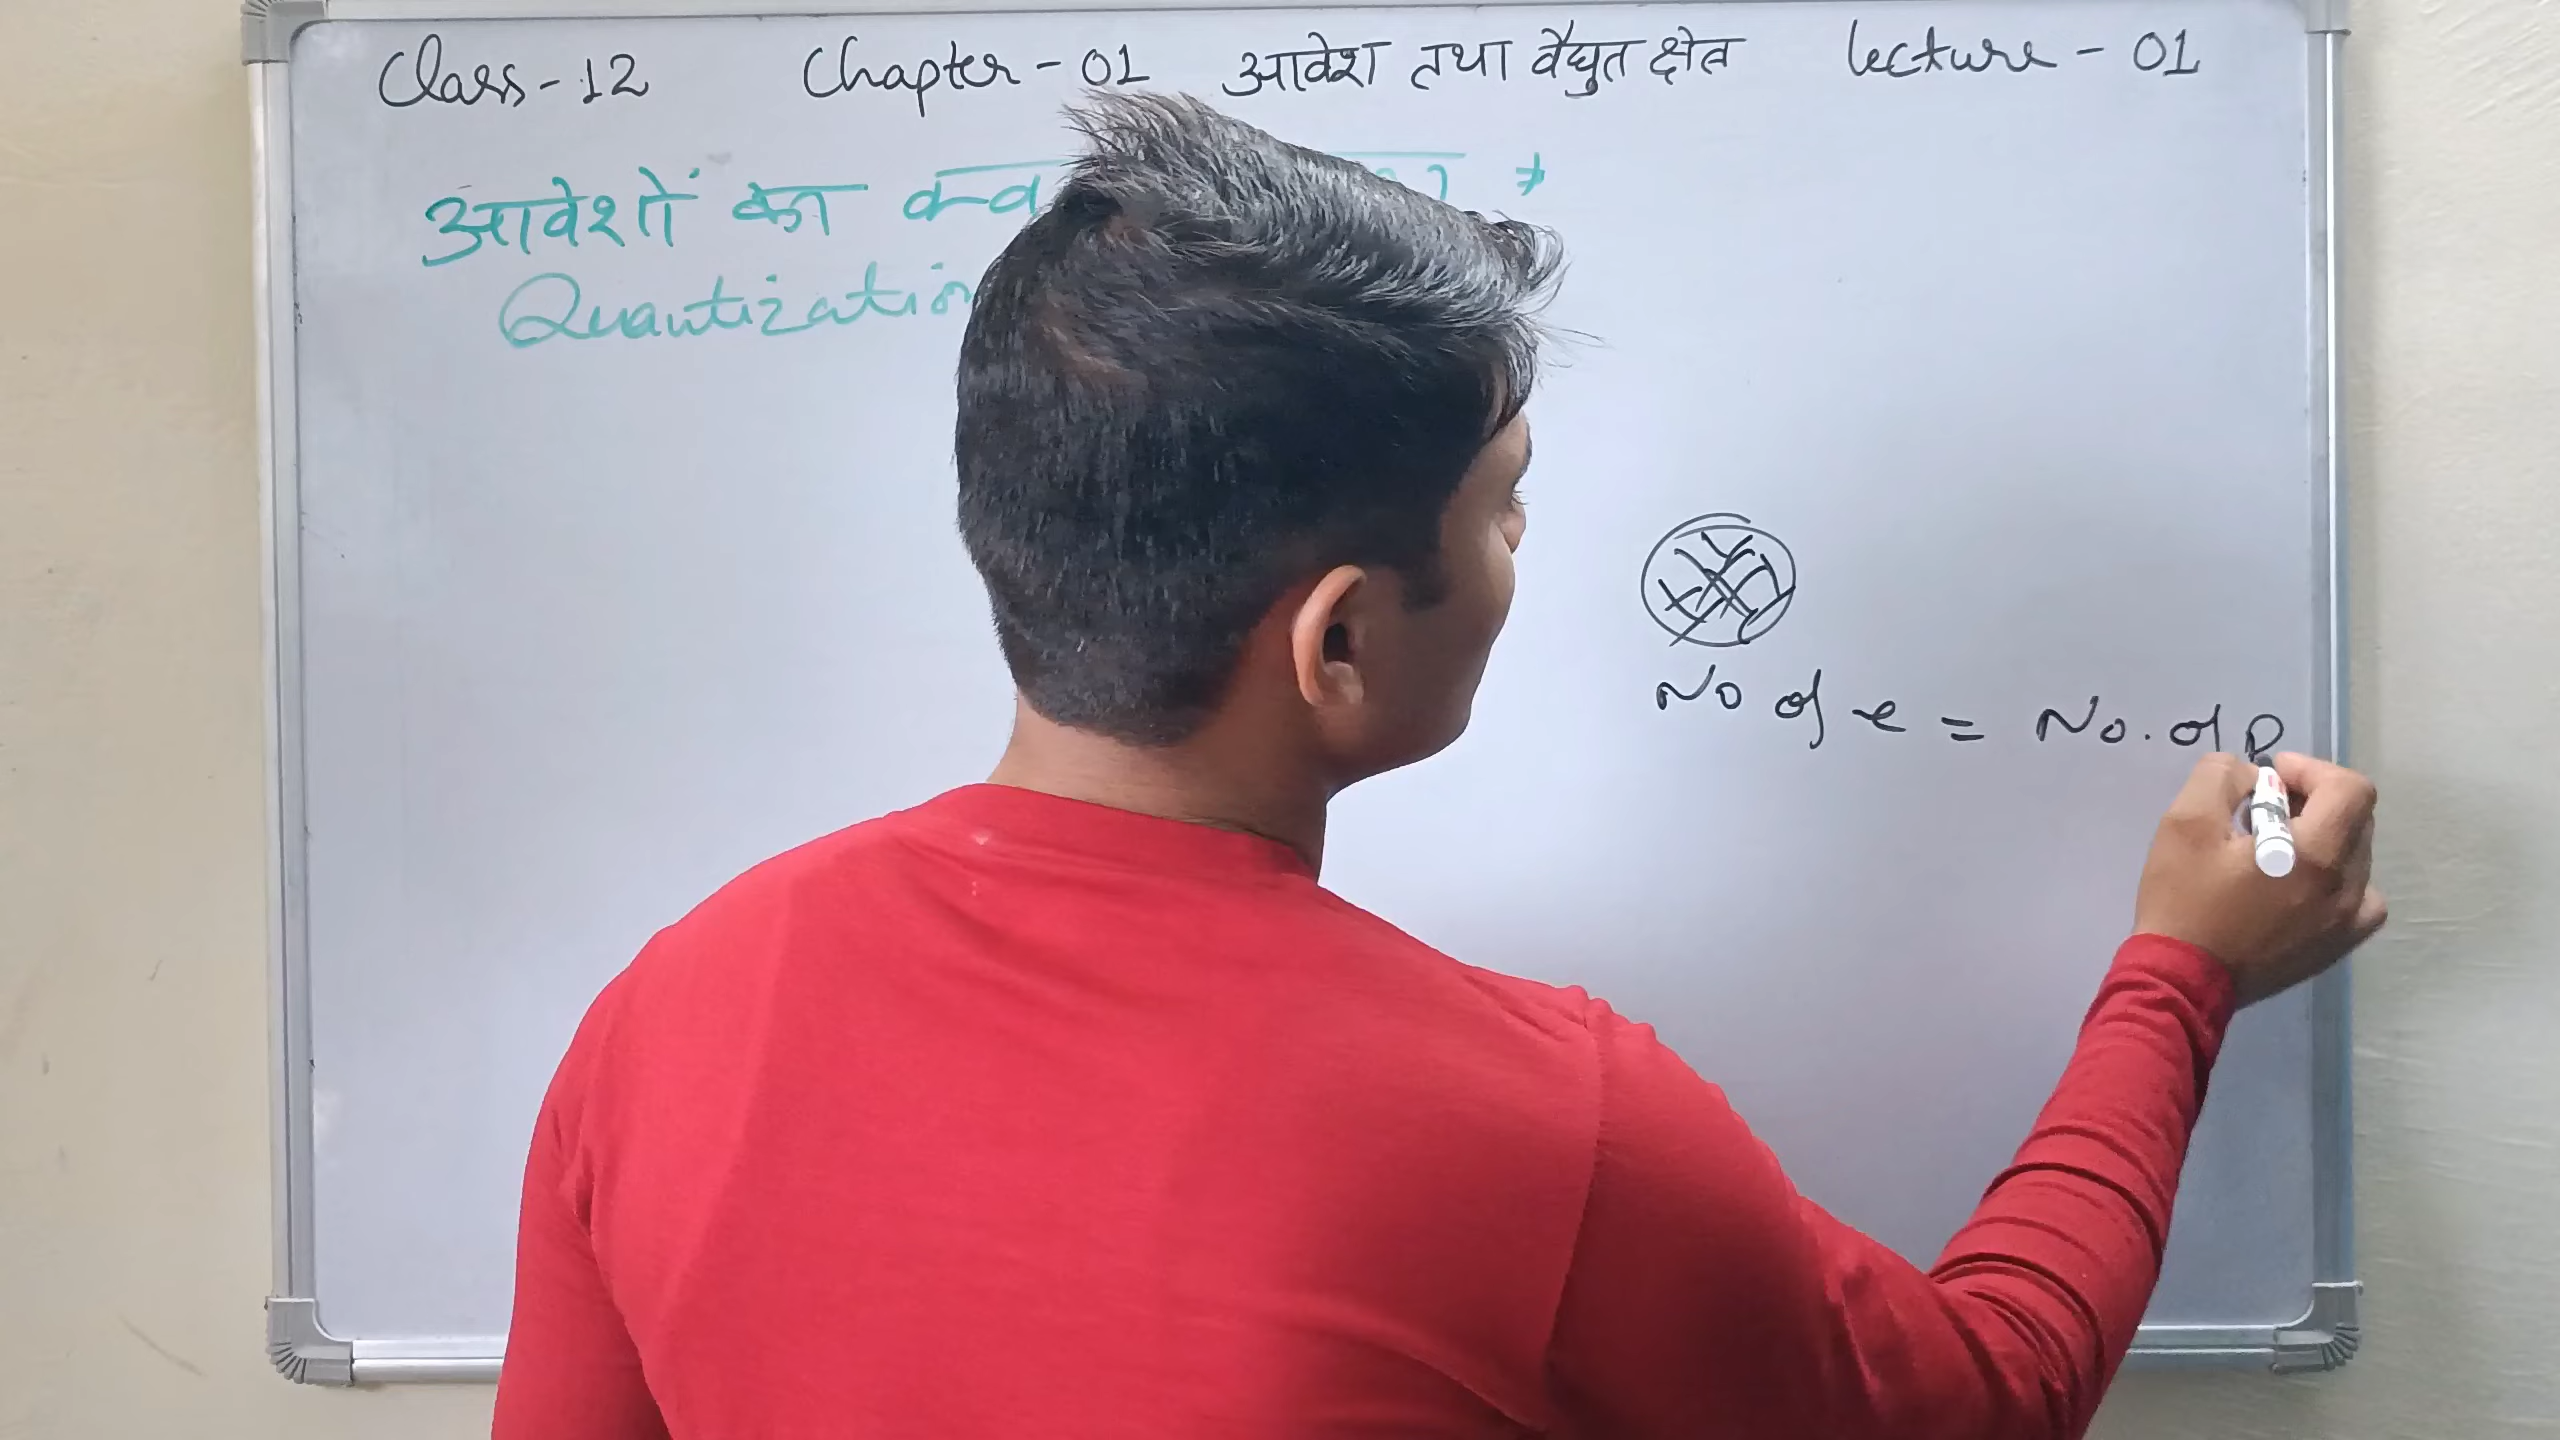 Class-12 Chapter-01 आवेश तथा वैद्युत क्षेत्र lecture-01
आवेशों का
Quantization
No of e = No. of P